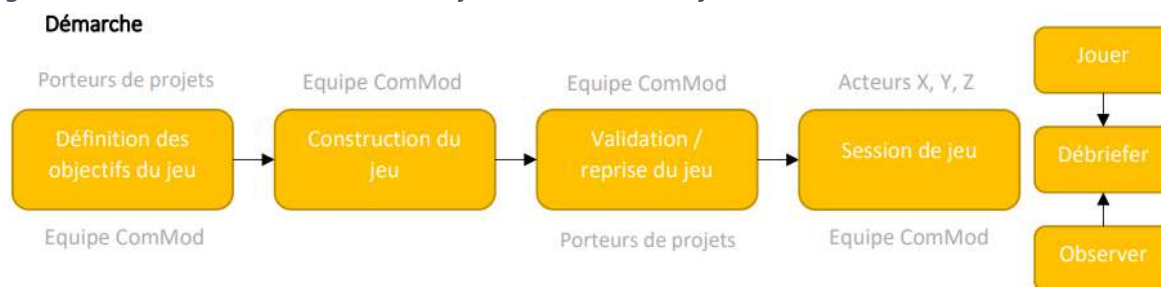 Démarche
Porteurs de projets
Définition des
objectifs du jeu
Equipe ComMod
Equipe ComMod
Construction du
jeu
Equipe ComMod
Validation /
reprise du jeu
Porteurs de projets
Acteurs X, Y, Z
Session de jeu
Equipe ComMod
Jouer
Débriefer
Observer